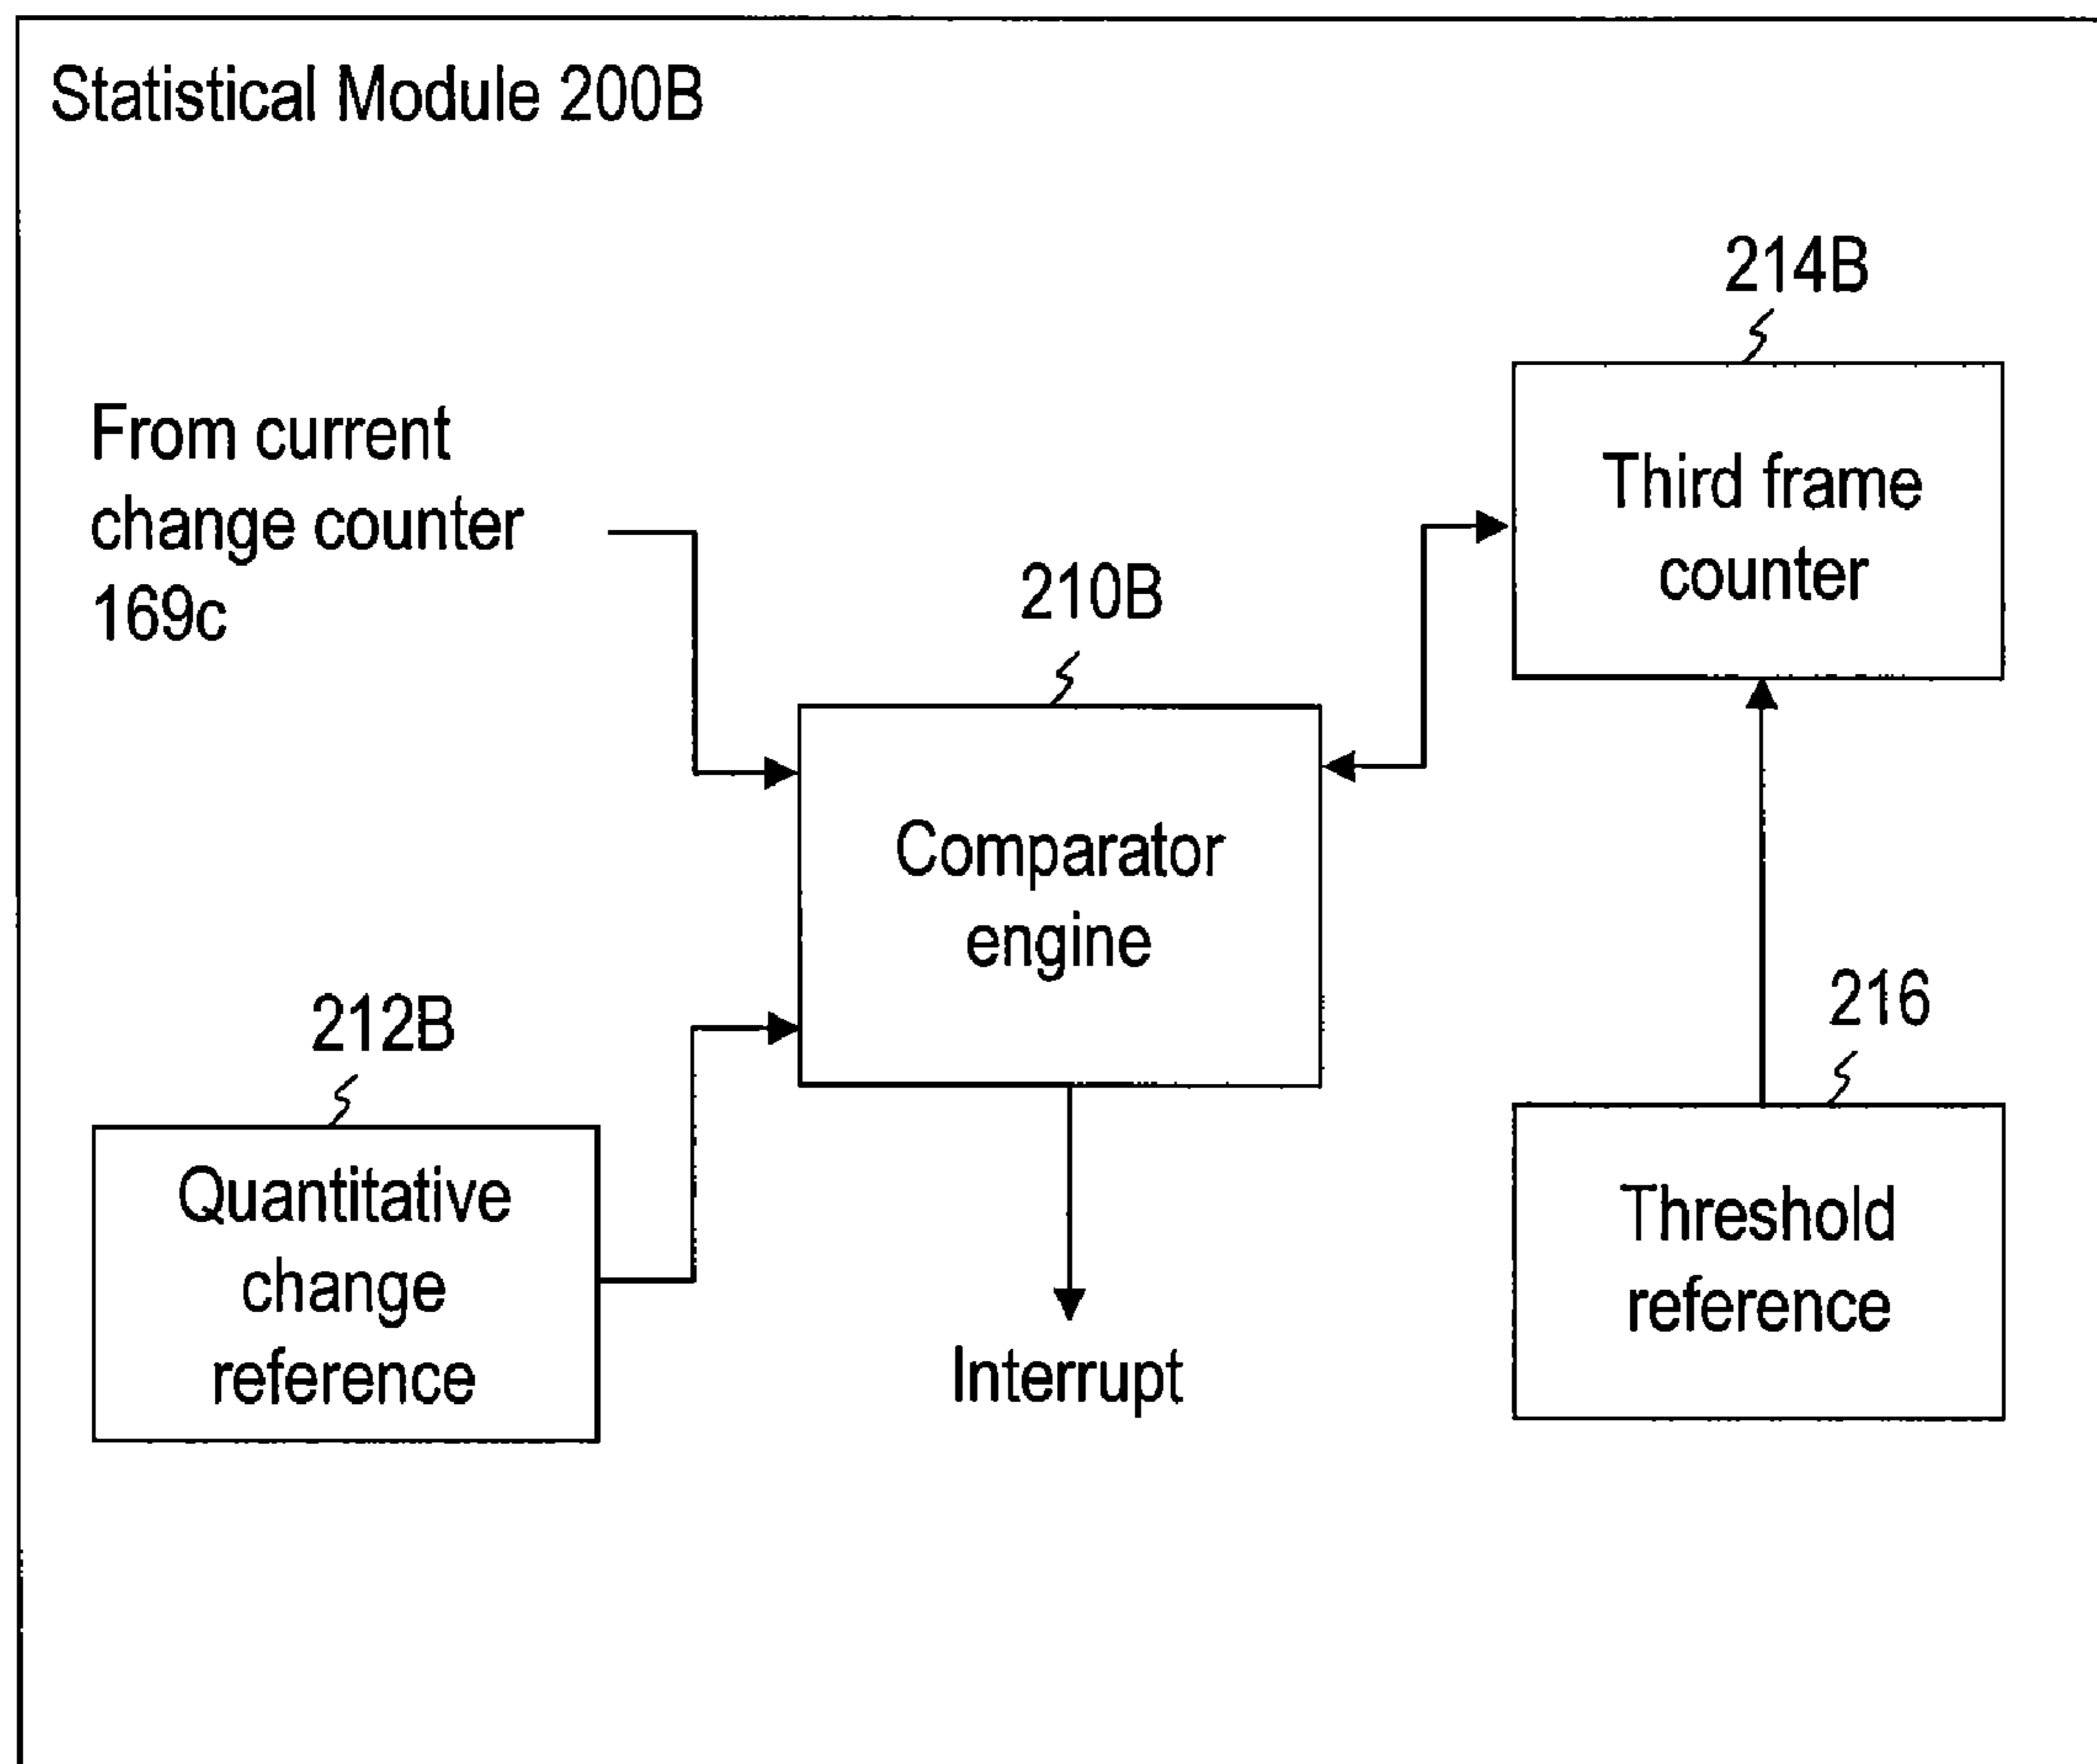 Statistical Module 200B
214B
Third frame
counter
From current
change counter
169c
210B
Comparator
engine
212B
Quantitative
change
reference
Interrupt
216
Threshold
reference